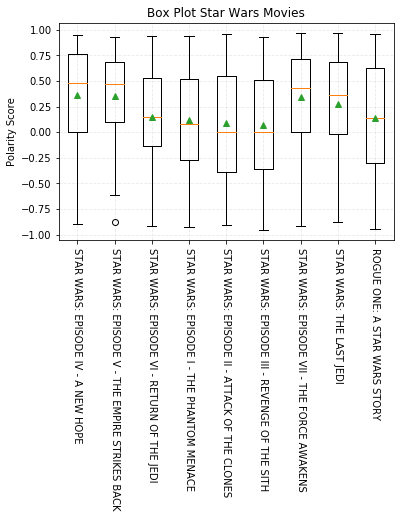 Box Plot Star Wars Movies
Polarity Score
1.00
0.75
0.50
0.25
0.00
−0.25
−0.50
−0.75
−1.00
STAR WARS: EPISODE IV - A NEW HOPE
STAR WARS: EPISODE V - THE EMPIRE STRIKES BACK
STAR WARS: EPISODE VI - RETURN OF THE JEDI
STAR WARS: EPISODE I - THE PHANTOM MENACE
STAR WARS: EPISODE II - ATTACK OF THE CLONES
STAR WARS: EPISODE III - REVENGE OF THE SITH
STAR WARS: EPISODE VII - THE FORCE AWAKENS
STAR WARS: THE LAST JEDI
ROGUE ONE: A STAR WARS STORY